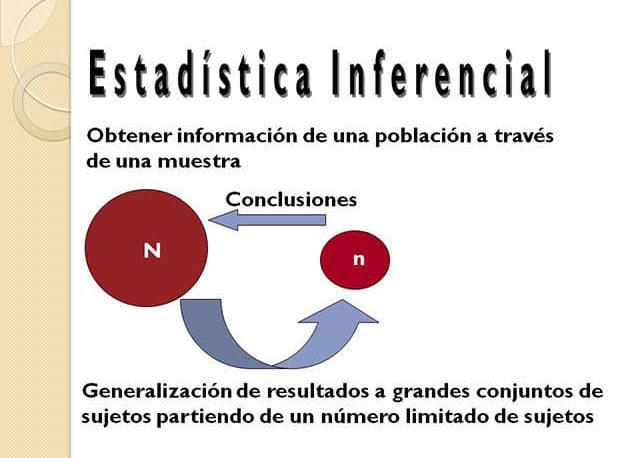 Estadística Inferencial
Obtener información de una población a través
de una muestra
Conclusiones
N
n
Generalización de resultados a grandes conjuntos de
sujetos partiendo de un número limitado de sujetos